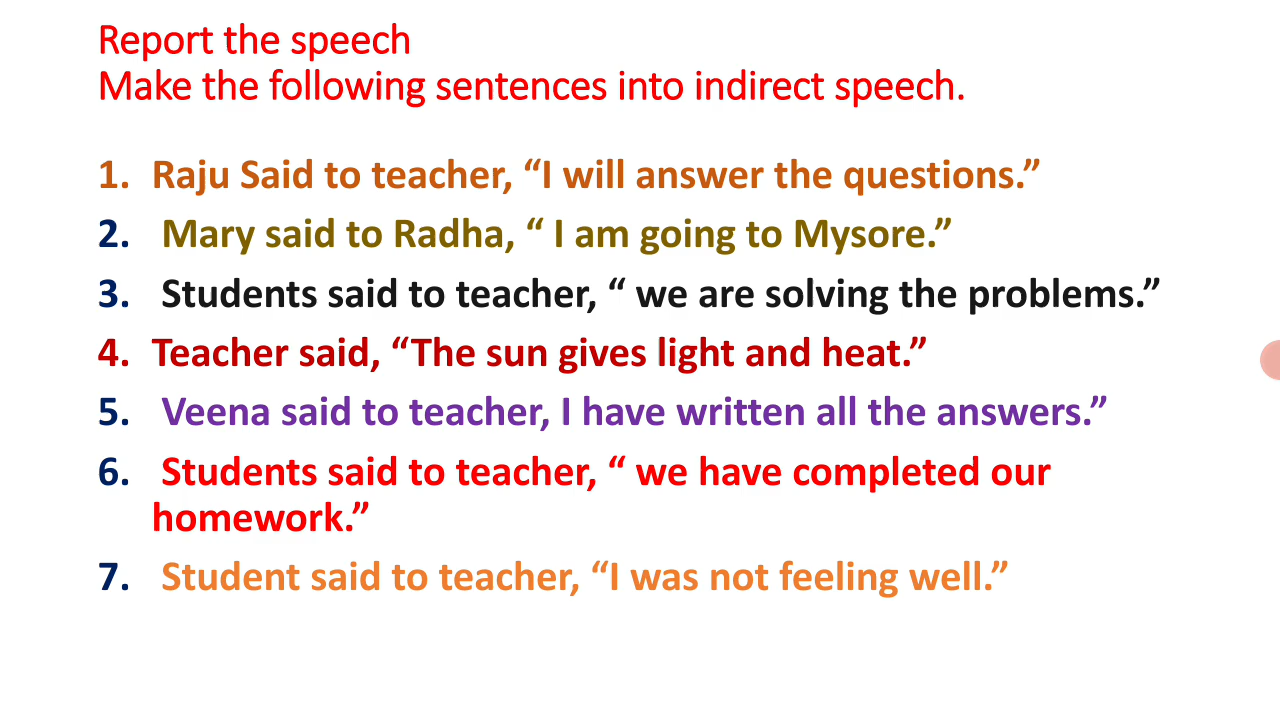 Report the speech
Make the following sentences into indirect speech.
1. Raju Said to teacher, “I will answer the questions.”
2. Mary said to Radha, “ I am going to Mysore.”
3. Students said to teacher, “ we are solving the problems.”
4. Teacher said, “The sun gives light and heat.”
5. Veena said to teacher, I have written all the answers.”
6. Students said to teacher, “ we have completed our
homework.”
7. Student said to teacher, “I was not feeling well.”